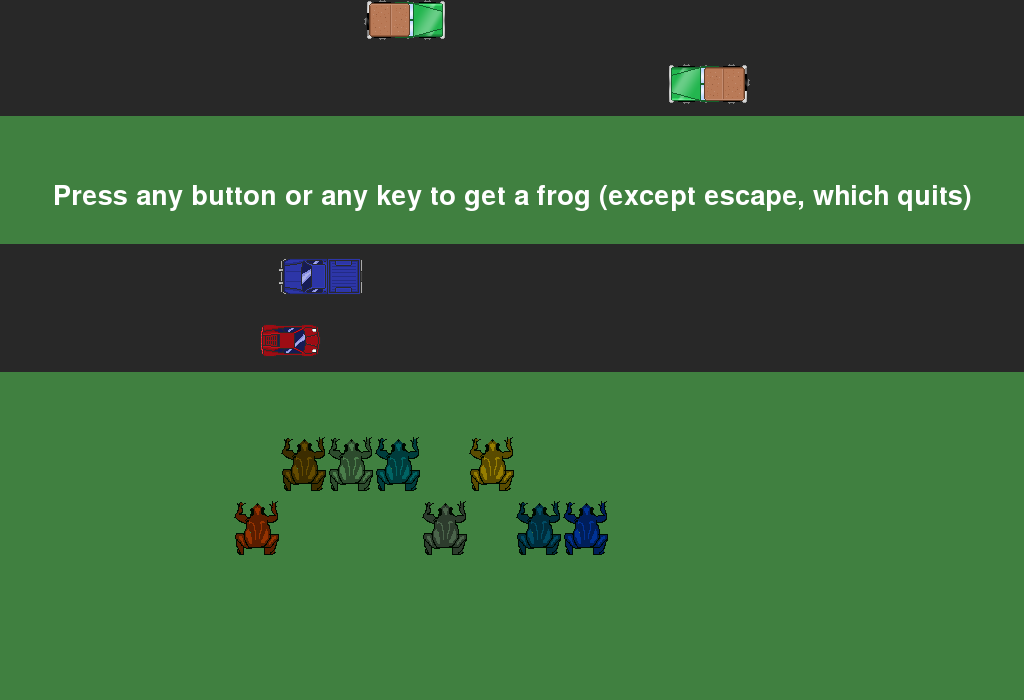 Press any button or any key to get a frog (except escape, which quits)